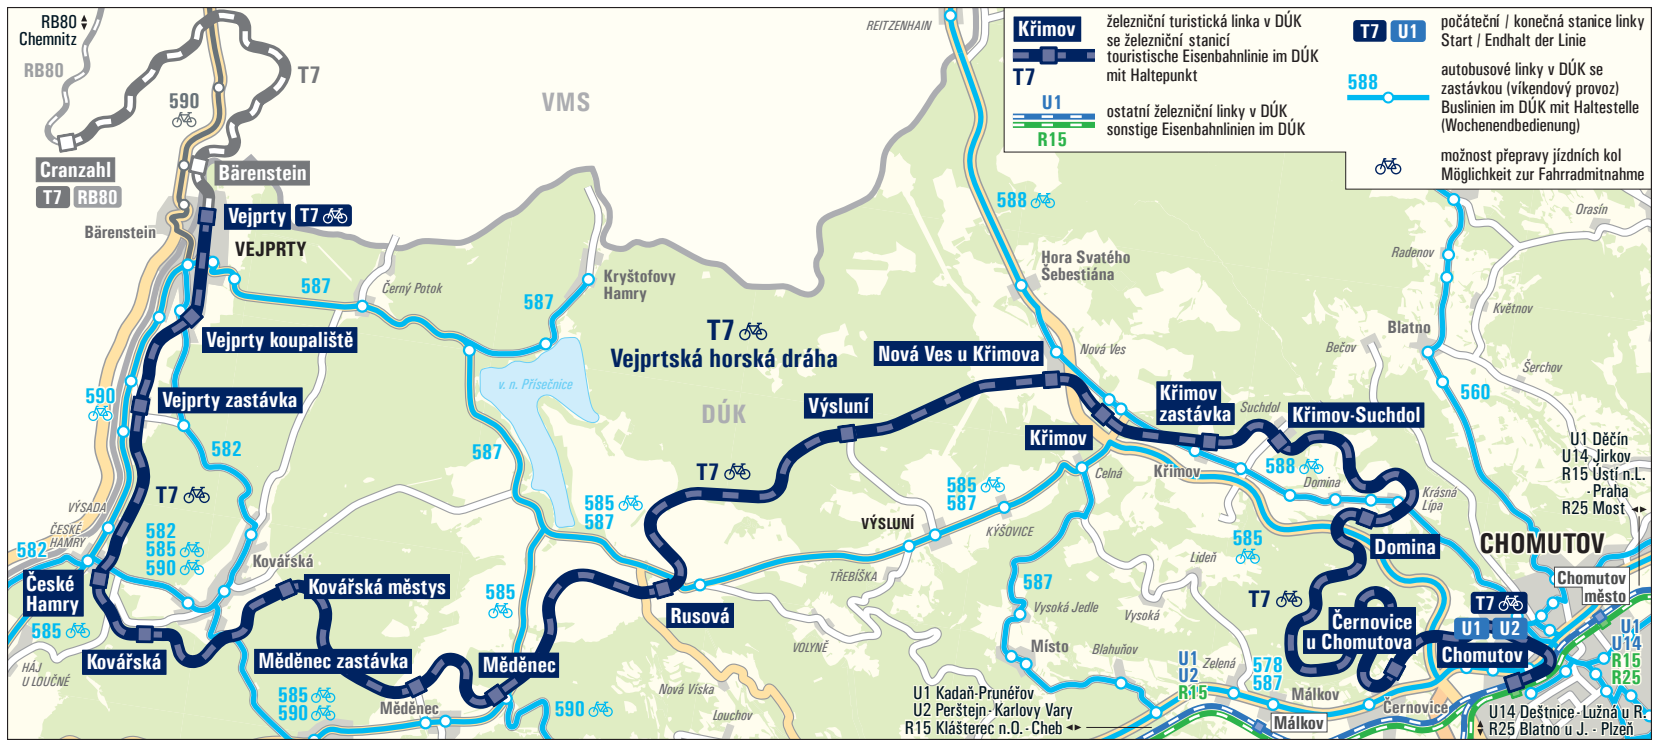 RB80
Chemnitz
RB80
T7
590
Cranzahl
T7 RB80
Bärenstein
Bärenstein
Vejprty T7
VEJPRTY
VMS
REITZENHAIN
Křimov
T7
železniční turistická linka v DÚK
se železniční stanicí
touristische Eisenbahnlinie im DÚK
mit Haltepunkt
U1
R15
ostatní železniční linky v DÚK
sonstige Eisenbahnlinien im DÚK
T7 U1
počáteční / konečná stanice linky
Start / Endhalt der Linie
588
autobusové linky v DÚK se
zastávkou (víkendový provoz)
Buslinien im DÚK mit Haltestelle
(Wochenendbedienung)
možnost přepravy jízdních kol
Möglichkeit zur Fahrradmitnahme
588
Orasín
Radenov
Květnov
Hora Svatého
Šebestiána
587
Černý Potok
587
Kryštofovy
Hamry
Vejprty koupaliště
T7
Vejprtská horská dráha
Nová Ves u Křimova
Nová Ves
Blatno
Bečov
Šerchov
560
v. n. Přísečnice
590
Vejprty zastávka
DÚK
Výsluní
Křimov
zastávka
Suchdol
Křimov-Suchdol
Křimov
582
587
U1 Děčín
U14 Jirkov
R15 Ústí n.L.
- Praha
R25 Most
T7
T7
Celná
Křimov
588
Domina
Krásná
Lípa
585
587
585
587
VÝSADA
ČESKÉ
HAMRY
582
585
590
582
VÝSLUNÍ
KÝŠOVICE
585
Lideň
Domina
CHOMUTOV
Kovářská
České
Hamry
585
Kovářská městys
585
TŘEBÍŠKA
587
Chomutov
město
Rusová
Vysoká Jedle
Vysoká
T7
Černovice
u Chomutova
T7
U1 U2
Chomutov
U1
U14
R15
R25
Kovářská
Měděnec zastávka
Měděnec
VOLYNĚ
Místo
Blahuňov
U1
U2
R15
Zelená
578
587
HÁJ
U LOUČNÉ
585
590
Měděnec
590
Nová Víska
Louchov
U1 Kadaň-Prunéřov
U2 Perštejn - Karlovy Vary
R15 Klášterec n.O. - Cheb
Málkov
Málkov
Černovice
U14 Deštnice - Lužná u R.
R25 Blatno u J. - Plzeň